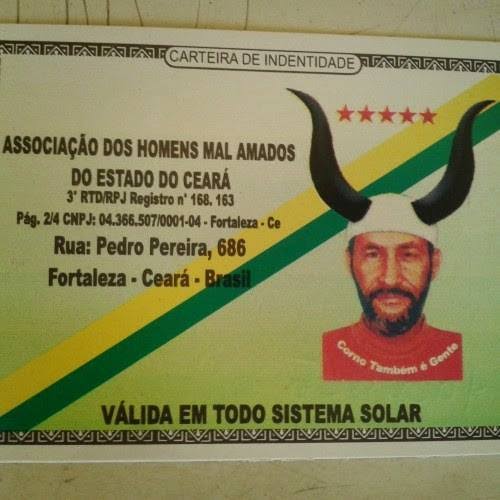 CARTEIRA DE INDENTIDADE
ASSOCIAÇÃO DOS HOMENS MAL AMADOS
DO ESTADO DO CEARÁ
3° RTD/RPJ Registro n° 168. 163
Pág. 2/4 CNPJ: 04.366.507/0001-04 - Fortaleza - Ce
Rua: Pedro Pereira, 686
Fortaleza - Ceará - Brasil
Corno Também é Gente
VÁLIDA EM TODO SISTEMA SOLAR